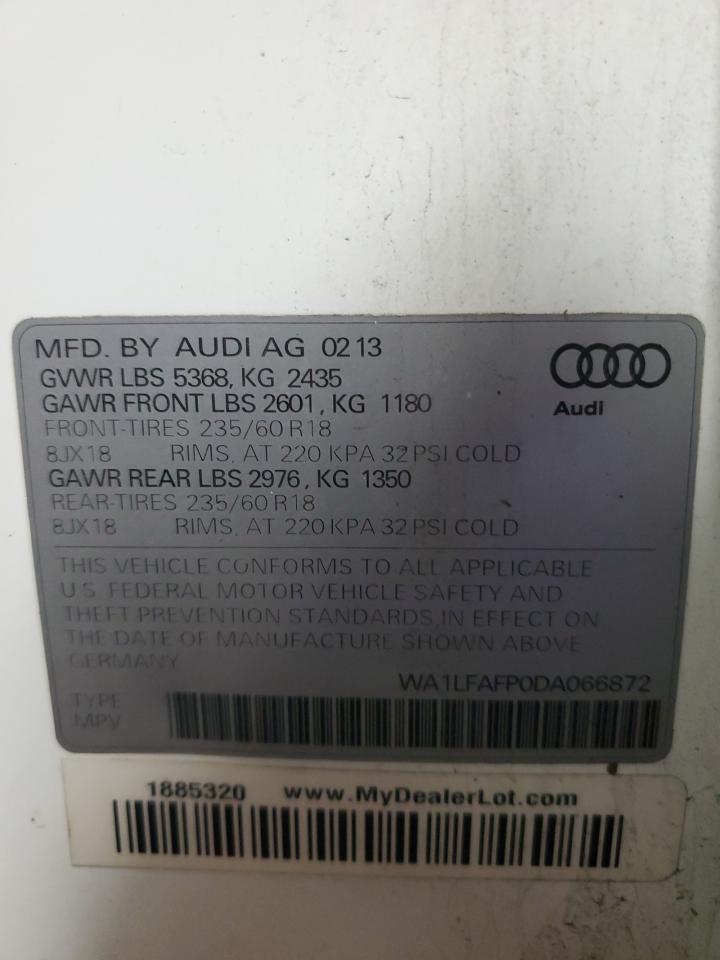 MFD. BY AUDI AG 0213
GVWR LBS 5368, KG 2435
GAWR FRONT LBS 2601, KG 1180
FRONT-TIRES 235/60 R18
8JX18 RIMS, AT 220 KPA 32 PSI COLD
GAWR REAR LBS 2976, KG 1350
REAR-TIRES 235/60 R18
8JX18 RIMS, AT 220 KPA 32 PSI COLD
Audi
THIS VEHICLE CONFORMS TO ALL APPLICABLE
U.S. FEDERAL MOTOR VEHICLE SAFETY AND
THEFT PREVENTION STANDARDS IN EFFECT ON
THE DATE OF MANUFACTURE SHOWN ABOVE
GERMANY
WA1LFAFP0DA066872
TYPE
MPV
1885320 www.MyDealerLot.com